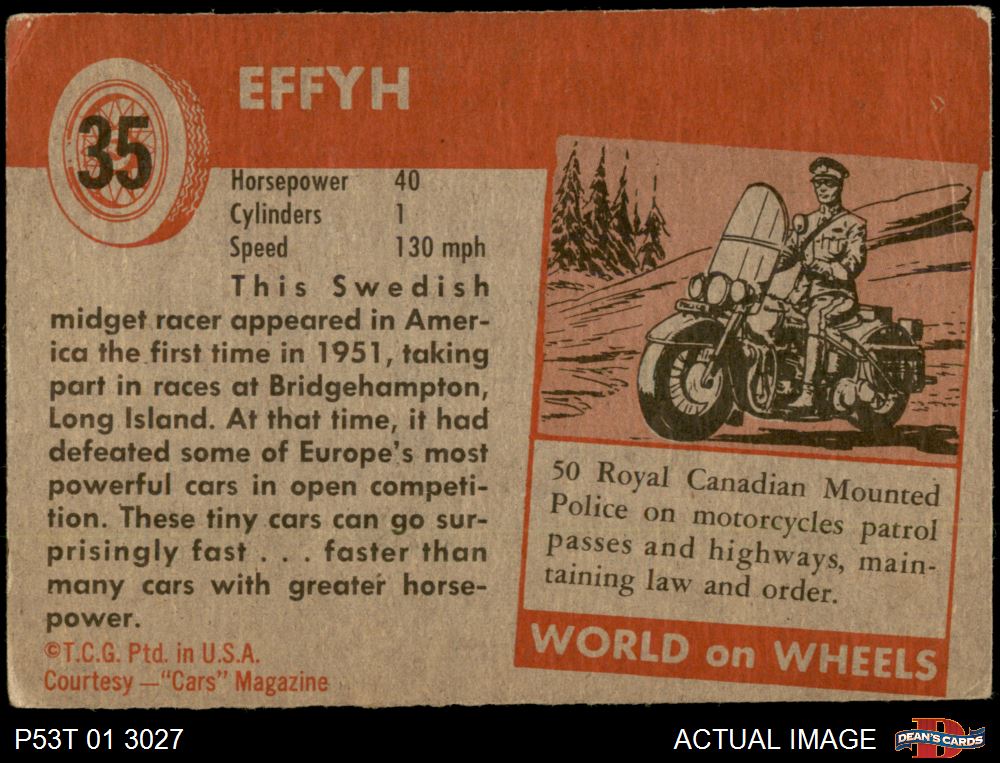 EFFYH
35
Horsepower 40
Cylinders 1
Speed 130 mph
This Swedish
midget racer appeared in Amer-
ica the first time in 1951, taking
part in races at Bridgehampton,
Long Island. At that time, it had
defeated some of Europe's most
powerful cars in open competi-
tion. These tiny cars can go sur-
prisingly fast . . . faster than
many cars with greater horse-
power.
©T.C.G. Ptd. in U.S.A.
Courtesy —"Cars" Magazine
50 Royal Canadian Mounted
Police on motorcycles patrol
passes and highways, main-
taining law and order.
WORLD on WHEELS
P53T 01 3027
ACTUAL IMAGE
DEAN'S CARDS